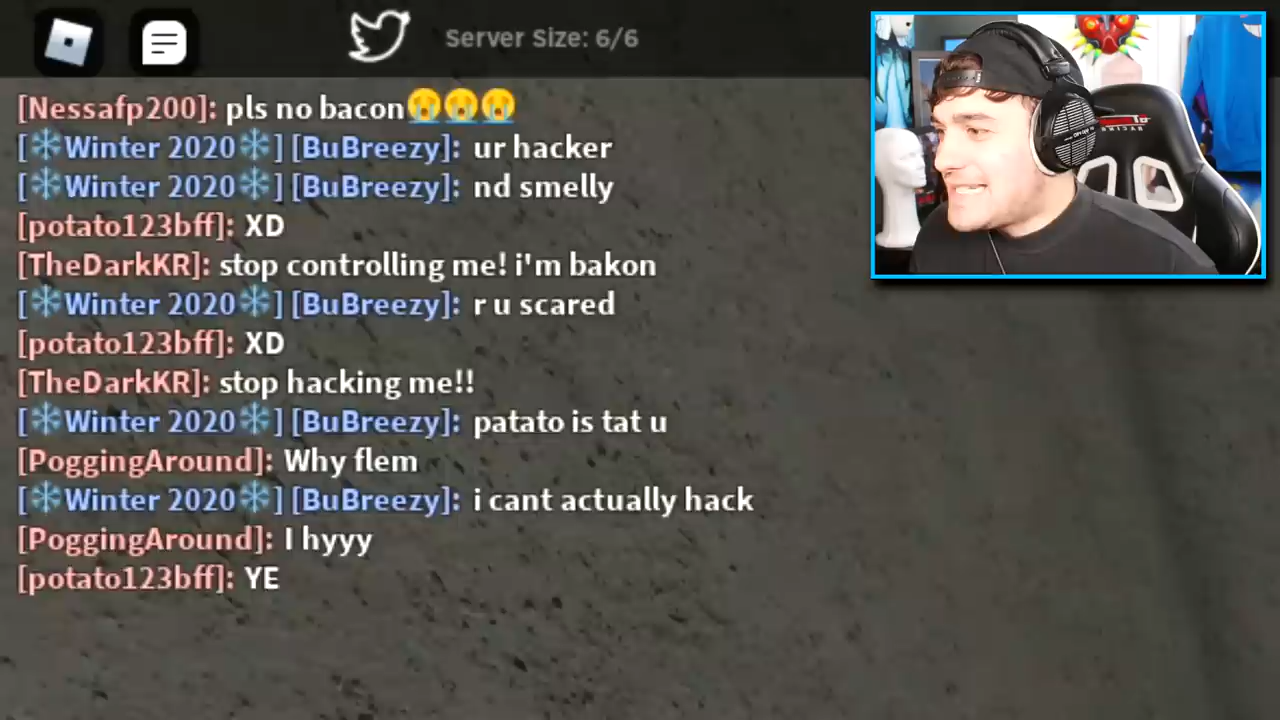 Server Size: 6/6
[Nessafp200]: pls no bacon😭😭😭
[❄Winter 2020❄] [BuBreezy]: ur hacker
[❄Winter 2020❄] [BuBreezy]: nd smelly
[potato123bff]: XD
[TheDarkKR]: stop controlling me! i'm bakon
[❄Winter 2020❄] [BuBreezy]: r u scared
[potato123bff]: XD
[TheDarkKR]: stop hacking me!!
[❄Winter 2020❄] [BuBreezy]: patato is tat u
[PoggingAround]: Why flem
[❄Winter 2020❄] [BuBreezy]: i cant actually hack
[PoggingAround]: I hyyy
[potato123bff]: YE